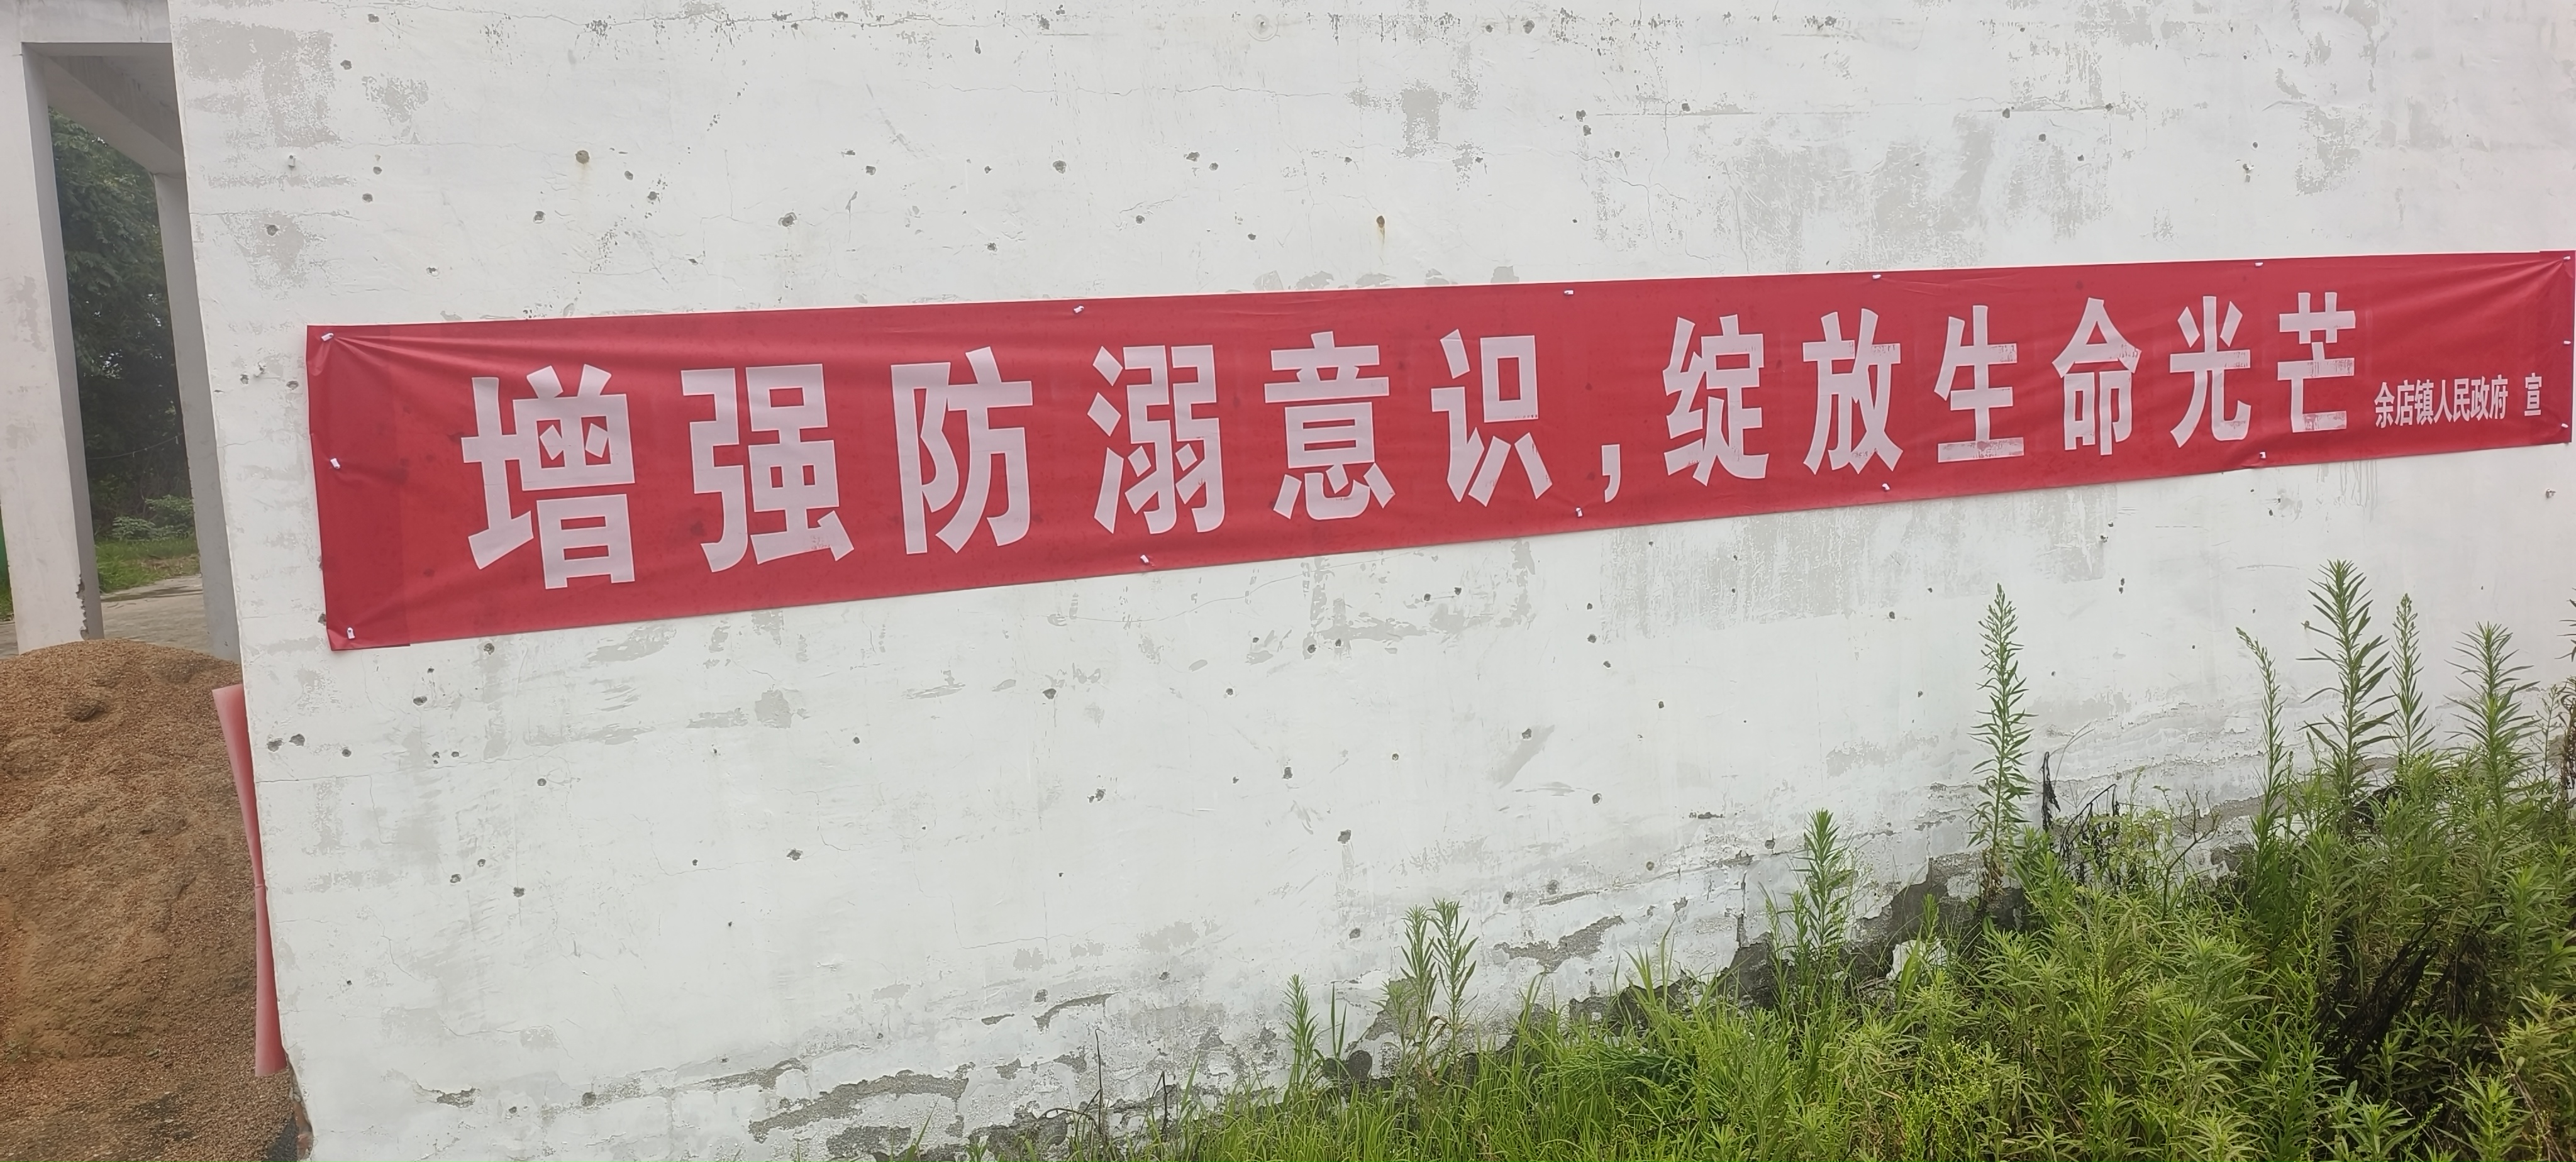 增强防溺意识，绽放生命光芒
余店镇人民政府 宣